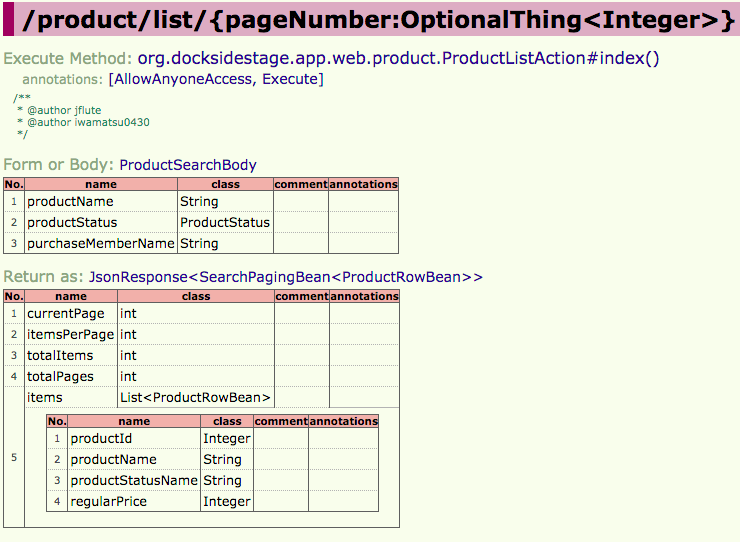 /product/list/{pageNumber:OptionalThing<Integer>}
Execute Method: org.docksidestage.app.web.product.ProductListAction#index()
annotations: [AllowAnyoneAccess, Execute]
/**
* @author jflute
* @author iwamatsu0430
*/
Form or Body: ProductSearchBody
No. name class comment annotations
1 productName String
2 productStatus ProductStatus
3 purchaseMemberName String
Return as: JsonResponse<SearchPagingBean<ProductRowBean>>
No. name class comment annotations
1 currentPage int
2 itemsPerPage int
3 totalItems int
4 totalPages int
5 items List<ProductRowBean>
No. name class comment annotations
1 productId Integer
2 productName String
3 productStatusName String
4 regularPrice Integer